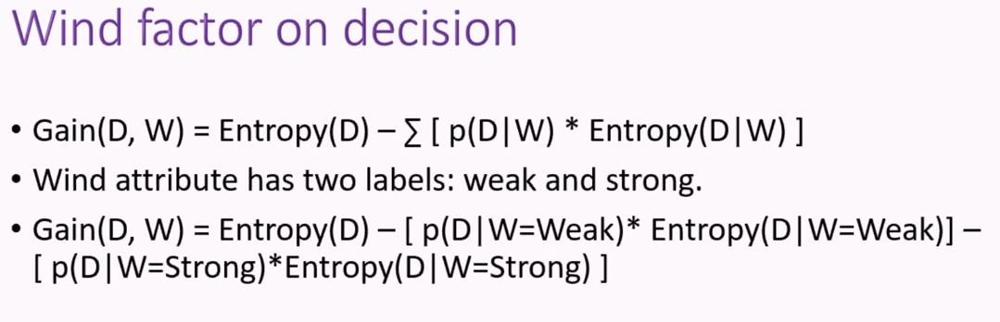 Wind factor on decision
• Gain(D, W) = Entropy(D) – ∑ [ p(D|W) * Entropy(D|W) ]
• Wind attribute has two labels: weak and strong.
• Gain(D, W) = Entropy(D) – [ p(D|W=Weak)* Entropy(D|W=Weak)] –
[ p(D|W=Strong)*Entropy(D|W=Strong) ]